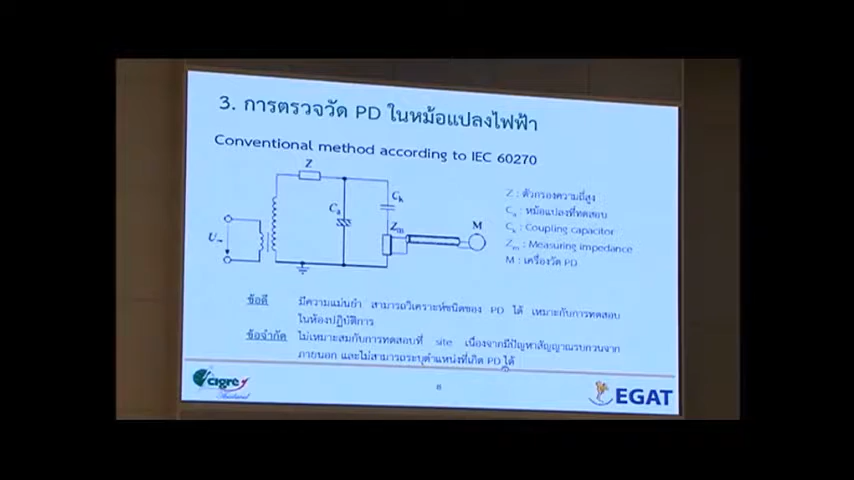 3. การตรวจวัด PD ในหม้อแปลงไฟฟ้า
Conventional method according to IEC 60270
Z
Cₐ
Cₖ
Zₘ
M
U~
Z : ตัวกรองความถี่สูง
Cₐ : หม้อแปลงที่ทดสอบ
Cₖ : Coupling capacitor
Zₘ : Measuring impedance
M : เครื่องวัด PD
ข้อดี มีความแม่นยำ สามารถวิเคราะห์ชนิดของ PD ได้ เหมาะกับการทดสอบ
ในห้องปฏิบัติการ
ข้อจำกัด ไม่เหมาะสมกับการทดสอบที่ site เนื่องจากมีปัญหาสัญญาณรบกวนจาก
ภายนอก และไม่สามารถระบุตำแหน่งที่เกิด PD ได้
cigre
Thailand
8
EGAT